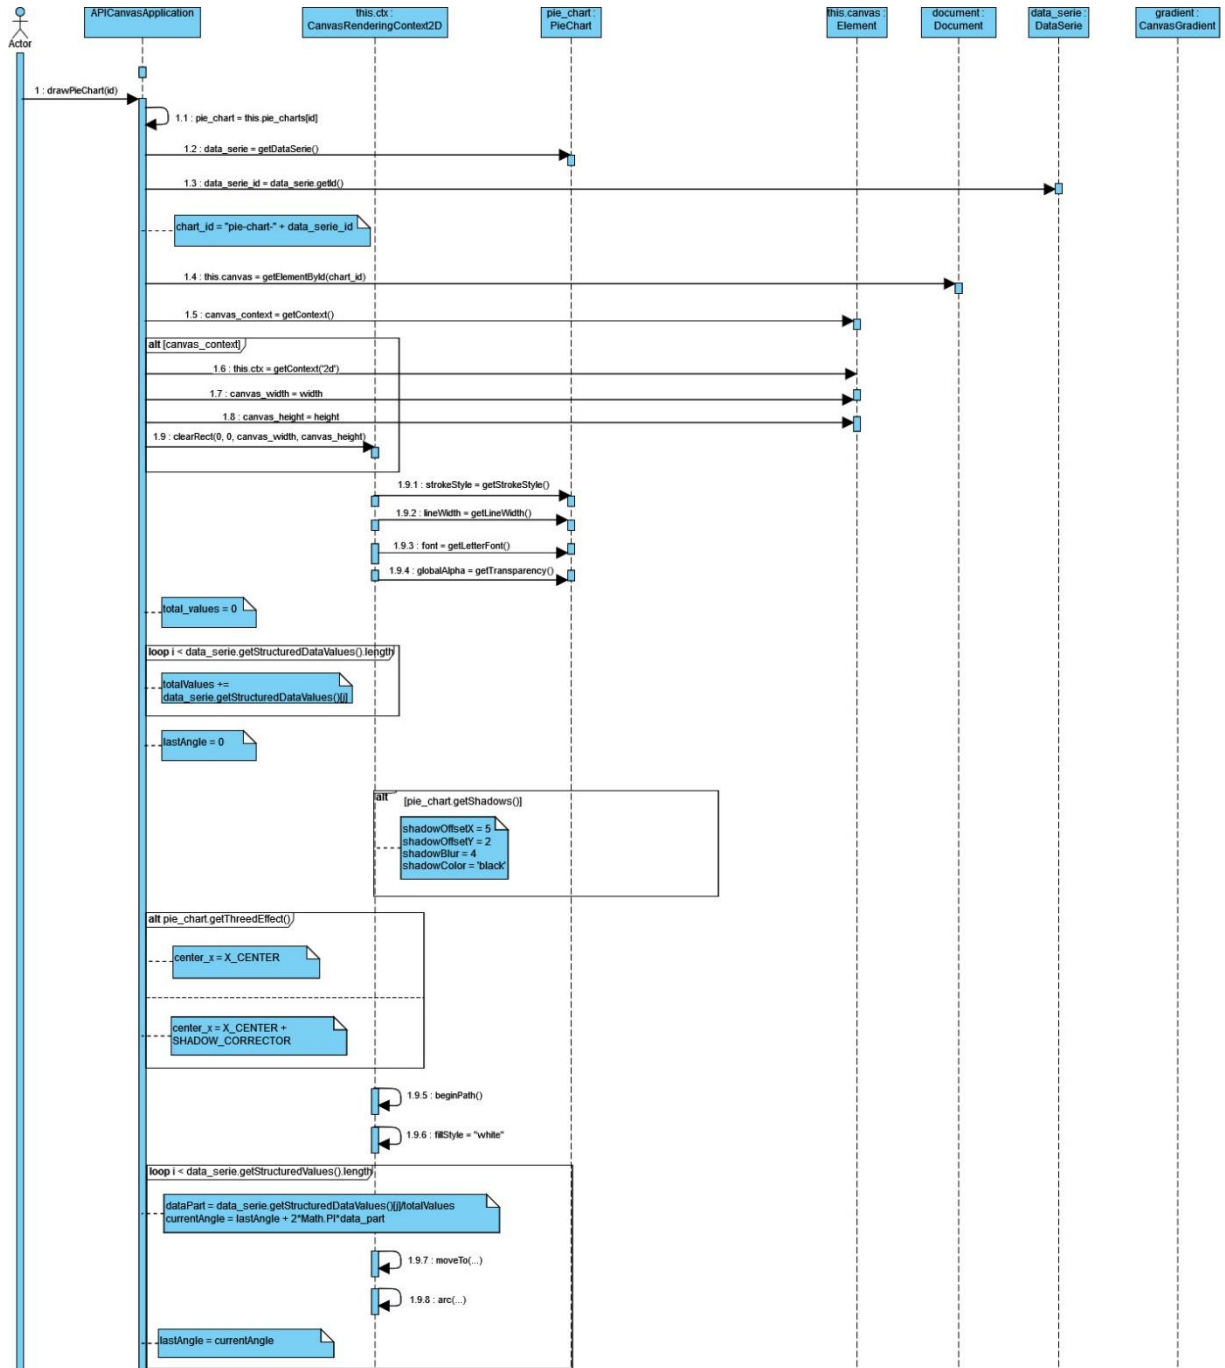 Actor
APICanvasApplication
this.ctx :
CanvasRenderingContext2D
pie_chart :
PieChart
this.canvas :
Element
document :
Document
data_serie :
DataSerie
gradient :
CanvasGradient
1 : drawPieChart(id)
1.1 : pie_chart = this.pie_charts[id]
1.2 : data_serie = getDataSerie()
1.3 : data_serie_id = data_serie.getId()
chart_id = "pie-chart-" + data_serie_id
1.4 : this.canvas = getElementById(chart_id)
1.5 : canvas_context = getContext()
alt [canvas_context]
1.6 : this.ctx = getContext('2d')
1.7 : canvas_width = width
1.8 : canvas_height = height
1.9 : clearRect(0, 0, canvas_width, canvas_height)
1.9.1 : strokeStyle = getStrokeStyle()
1.9.2 : lineWidth = getLineWidth()
1.9.3 : font = getLetterFont()
1.9.4 : globalAlpha = getTransparency()
total_values = 0
loop i < data_serie.getStructuredDataValues().length
totalValues +=
data_serie.getStructuredDataValues()[j]
lastAngle = 0
alt [pie_chart.getShadows()]
shadowOffsetX = 5
shadowOffsetY = 2
shadowBlur = 4
shadowColor = 'black'
alt pie_chart.getThreedEffect()
center_x = X_CENTER
center_x = X_CENTER +
SHADOW_CORRECTOR
1.9.5 : beginPath()
1.9.6 : fillStyle = "white"
loop i < data_serie.getStructuredValues().length
dataPart = data_serie.getStructuredDataValues()[j]/totalValues
currentAngle = lastAngle + 2*Math.PI*data_part
1.9.7 : moveTo(...)
1.9.8 : arc(...)
lastAngle = currentAngle